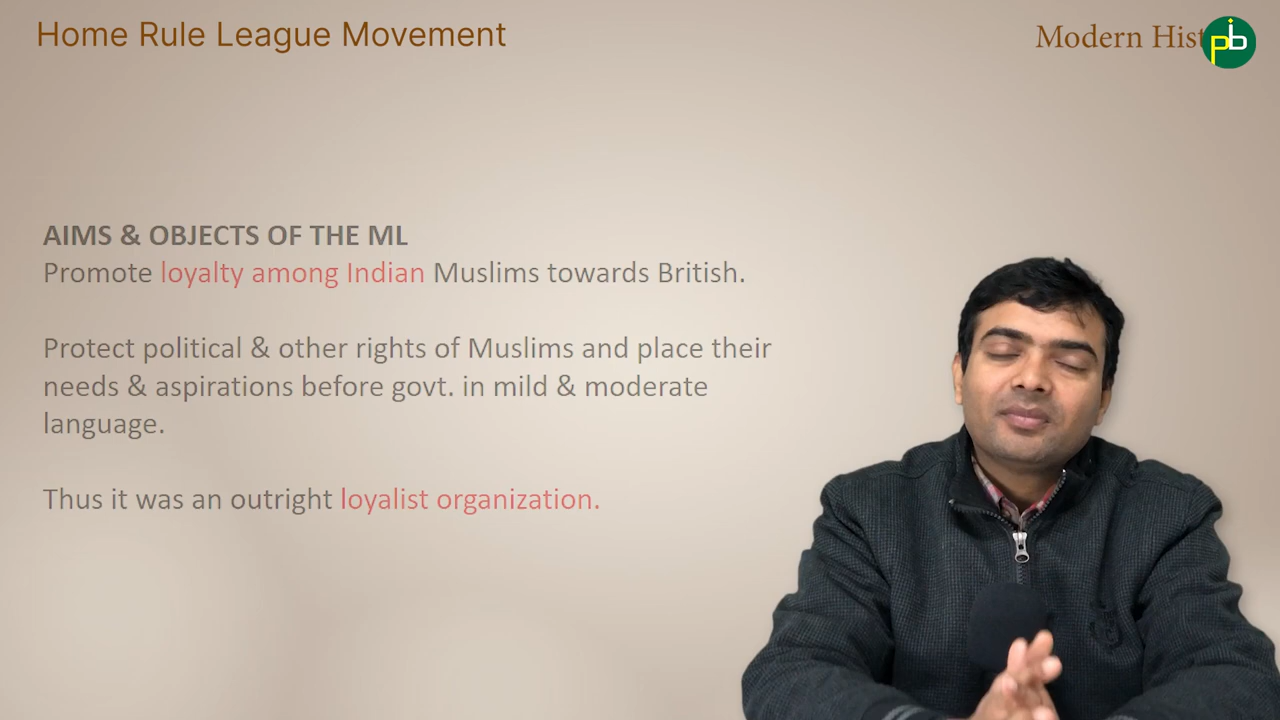 Home Rule League Movement
Modern Hist
pib
AIMS & OBJECTS OF THE ML
Promote loyalty among Indian Muslims towards British.
Protect political & other rights of Muslims and place their
needs & aspirations before govt. in mild & moderate
language.
Thus it was an outright loyalist organization.